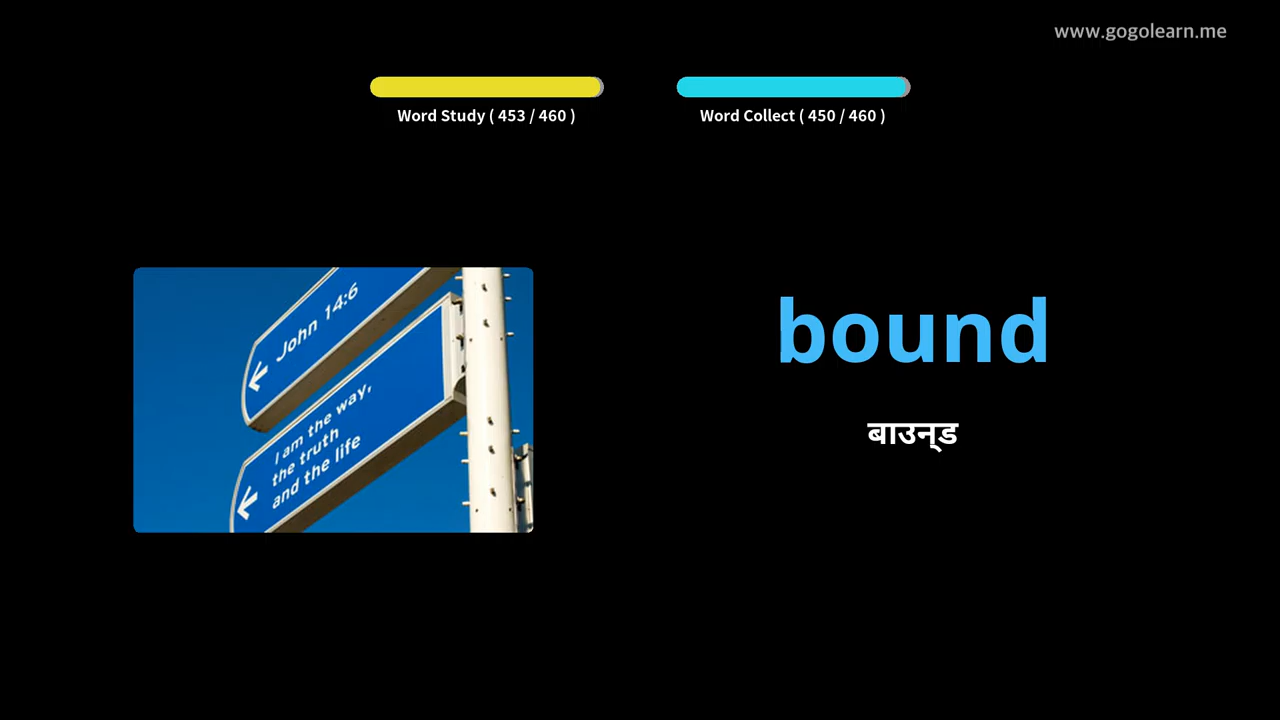 www.gogolearn.me
Word Study ( 453 / 460 )
Word Collect ( 450 / 460 )
John 14:6
I am the way,
the truth
and the life
bound
बाउन्ड